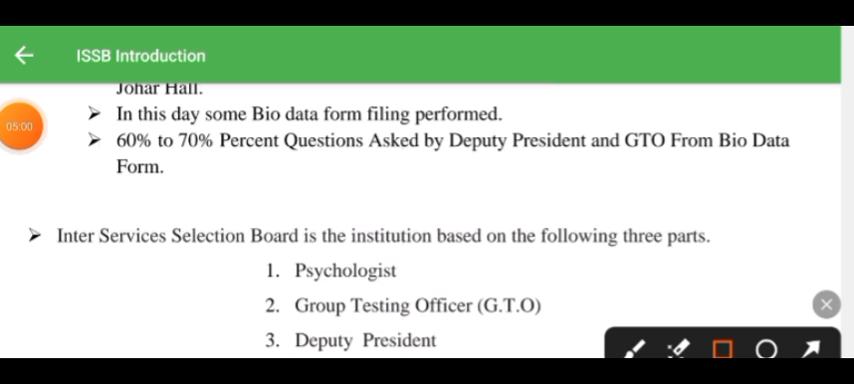 ISSB Introduction
Johar Hall.
➤ In this day some Bio data form filing performed.
05:00
➤ 60% to 70% Percent Questions Asked by Deputy President and GTO From Bio Data
Form.
➤ Inter Services Selection Board is the institution based on the following three parts.
1. Psychologist
2. Group Testing Officer (G.T.O)
3. Deputy President